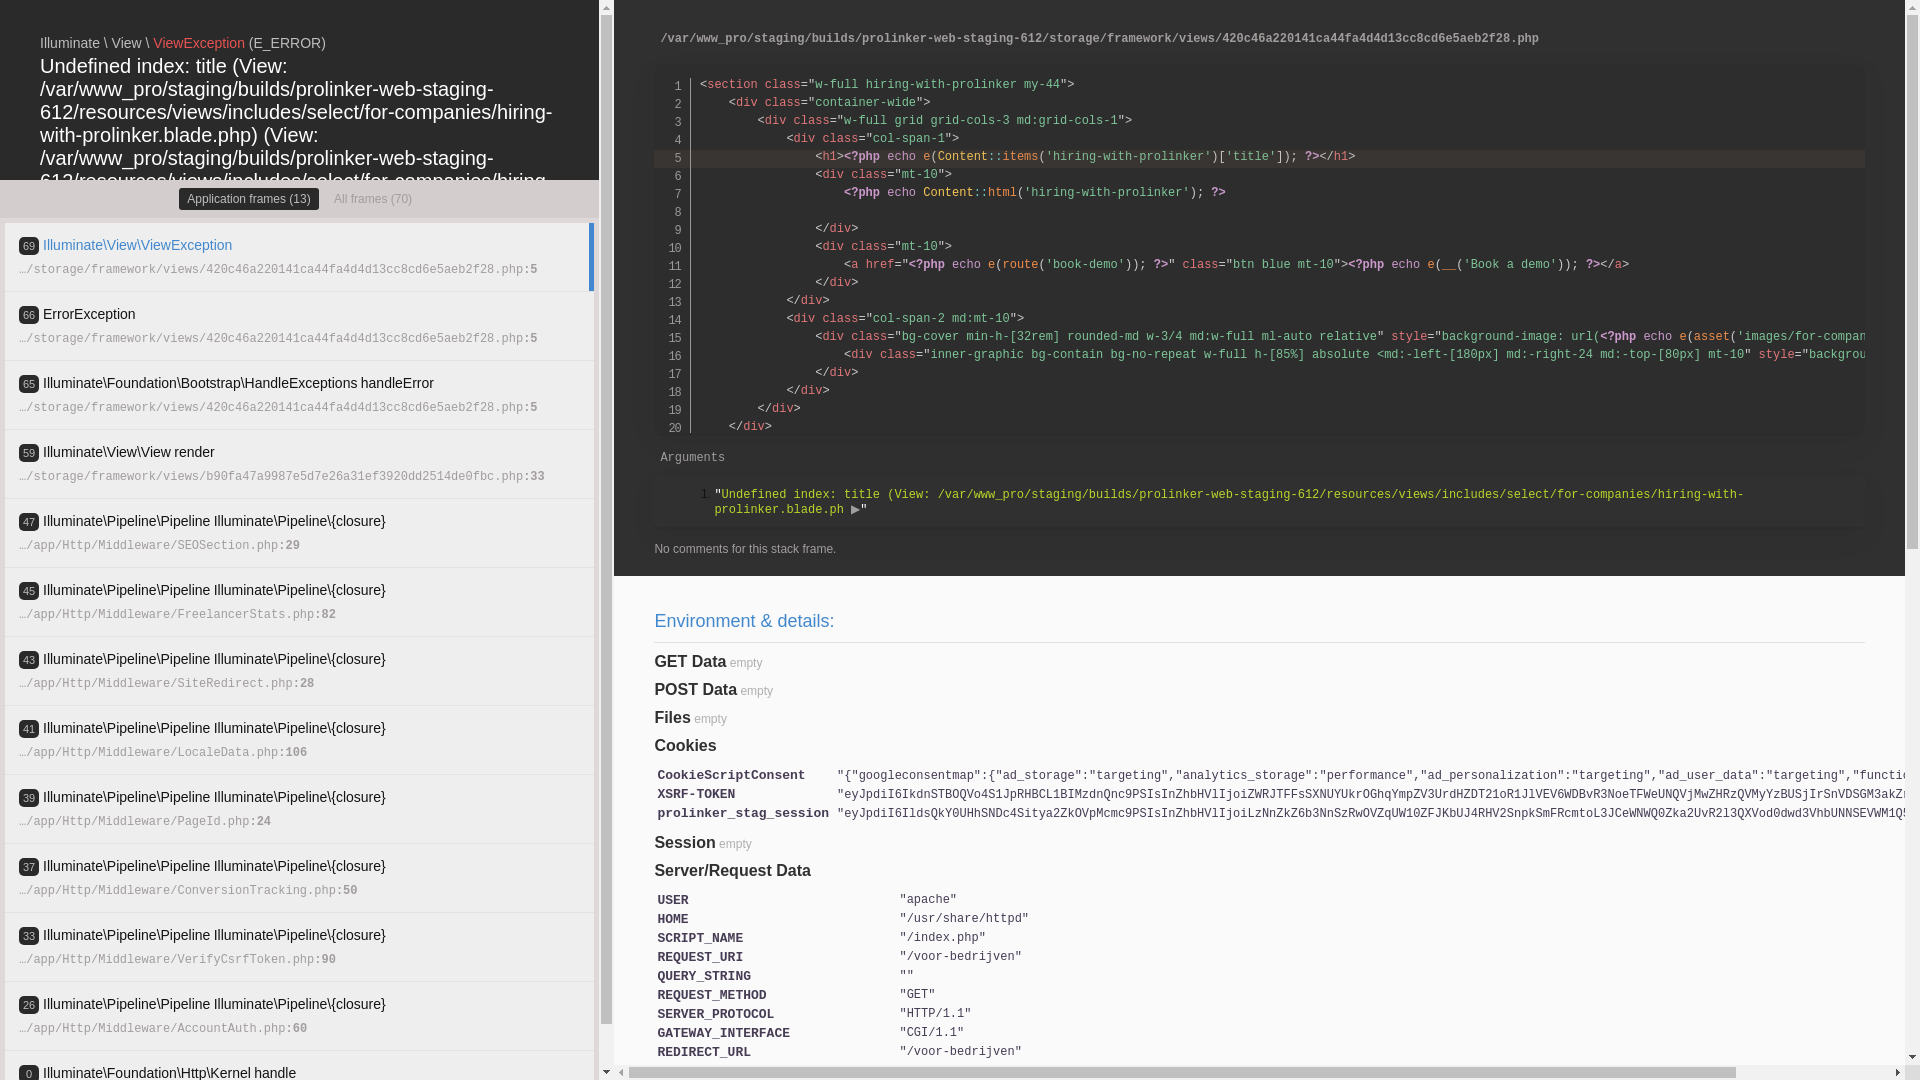 Illuminate \ View \ ViewException (E_ERROR)
Undefined index: title (View:
/var/www_pro/staging/builds/prolinker-web-staging-
612/resources/views/includes/select/for-companies/hiring-
with-prolinker.blade.php) (View:
/var/www_pro/staging/builds/prolinker-web-staging-
612/resources/views/includes/select/for-companies/hiring-
Application frames (13)
All frames (70)
69 Illuminate\View\ViewException
…/storage/framework/views/420c46a220141ca44fa4d4d13cc8cd6e5aeb2f28.php:5
66 ErrorException
…/storage/framework/views/420c46a220141ca44fa4d4d13cc8cd6e5aeb2f28.php:5
65 Illuminate\Foundation\Bootstrap\HandleExceptions handleError
…/storage/framework/views/420c46a220141ca44fa4d4d13cc8cd6e5aeb2f28.php:5
59 Illuminate\View\View render
…/storage/framework/views/b90fa47a9987e5d7e26a31ef3920dd2514de0fbc.php:33
47 Illuminate\Pipeline\Pipeline Illuminate\Pipeline\{closure}
…/app/Http/Middleware/SEOSection.php:29
45 Illuminate\Pipeline\Pipeline Illuminate\Pipeline\{closure}
…/app/Http/Middleware/FreelancerStats.php:82
43 Illuminate\Pipeline\Pipeline Illuminate\Pipeline\{closure}
…/app/Http/Middleware/SiteRedirect.php:28
41 Illuminate\Pipeline\Pipeline Illuminate\Pipeline\{closure}
…/app/Http/Middleware/LocaleData.php:106
39 Illuminate\Pipeline\Pipeline Illuminate\Pipeline\{closure}
…/app/Http/Middleware/PageId.php:24
37 Illuminate\Pipeline\Pipeline Illuminate\Pipeline\{closure}
…/app/Http/Middleware/ConversionTracking.php:50
33 Illuminate\Pipeline\Pipeline Illuminate\Pipeline\{closure}
…/app/Http/Middleware/VerifyCsrfToken.php:90
26 Illuminate\Pipeline\Pipeline Illuminate\Pipeline\{closure}
…/app/Http/Middleware/AccountAuth.php:60
0 Illuminate\Foundation\Http\Kernel handle
/var/www_pro/staging/builds/prolinker-web-staging-612/storage/framework/views/420c46a220141ca44fa4d4d13cc8cd6e5aeb2f28.php
1 <section class="w-full hiring-with-prolinker my-44">
2 <div class="container-wide">
3 <div class="w-full grid grid-cols-3 md:grid-cols-1">
4 <div class="col-span-1">
5 <h1><?php echo e(Content::items('hiring-with-prolinker')['title']); ?></h1>
6 <div class="mt-10">
7 <?php echo Content::html('hiring-with-prolinker'); ?>
8
9 </div>
10 <div class="mt-10">
11 <a href="<?php echo e(route('book-demo')); ?>" class="btn blue mt-10"><?php echo e(__('Book a demo')); ?></a>
12 </div>
13 </div>
14 <div class="col-span-2 md:mt-10">
15 <div class="bg-cover min-h-[32rem] rounded-md w-3/4 md:w-full ml-auto relative" style="background-image: url(<?php echo e(asset('images/for-compan
16 <div class="inner-graphic bg-contain bg-no-repeat w-full h-[85%] absolute <md:-left-[180px] md:-right-24 md:-top-[80px] mt-10" style="backgrou
17 </div>
18 </div>
19 </div>
20 </div>
Arguments
1. "Undefined index: title (View: /var/www_pro/staging/builds/prolinker-web-staging-612/resources/views/includes/select/for-companies/hiring-with-
prolinker.blade.ph ▶"
No comments for this stack frame.
Environment & details:
GET Data empty
POST Data empty
Files empty
Cookies
CookieScriptConsent "{"googleconsentmap":{"ad_storage":"targeting","analytics_storage":"performance","ad_personalization":"targeting","ad_user_data":"targeting","functio
XSRF-TOKEN
prolinker_stag_session
Session empty
Server/Request Data
USER "apache"
HOME "/usr/share/httpd"
SCRIPT_NAME "/index.php"
REQUEST_URI "/voor-bedrijven"
QUERY_STRING ""
REQUEST_METHOD "GET"
SERVER_PROTOCOL "HTTP/1.1"
GATEWAY_INTERFACE "CGI/1.1"
REDIRECT_URL "/voor-bedrijven"